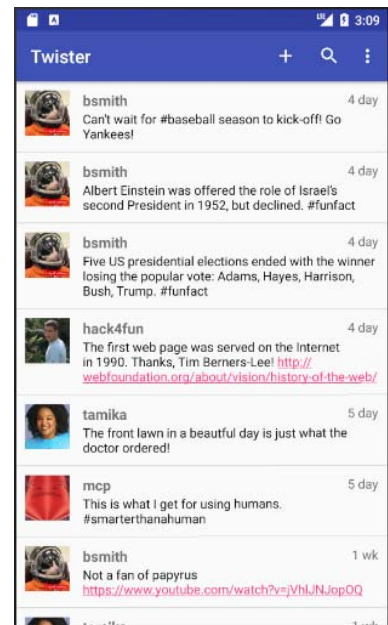 LTE 3:09
Twister
bsmith 4 day
Can't wait for #baseball season to kick-off! Go
Yankees!
bsmith 4 day
Albert Einstein was offered the role of Israel's
second President in 1952, but declined. #funfact
bsmith 4 day
Five US presidential elections ended with the winner
losing the popular vote: Adams, Hayes, Harrison,
Bush, Trump. #funfact
hack4fun 4 day
The first web page was served on the Internet
in 1990. Thanks, Tim Berners-Lee! http://
webfoundation.org/about/vision/history-of-the-web/
tamika 5 day
The front lawn in a beautful day is just what the
doctor ordered!
mcp 5 day
This is what I get for using humans.
#smarterthanahuman
bsmith 1 wk
Not a fan of papyrus